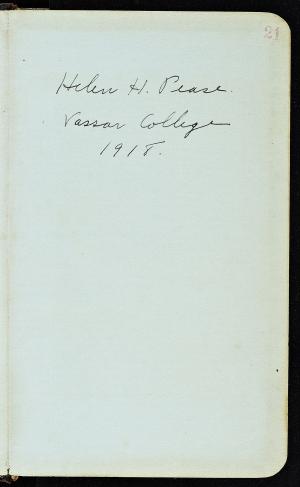 21
Helen H. Pease.
Vassar College
1918.